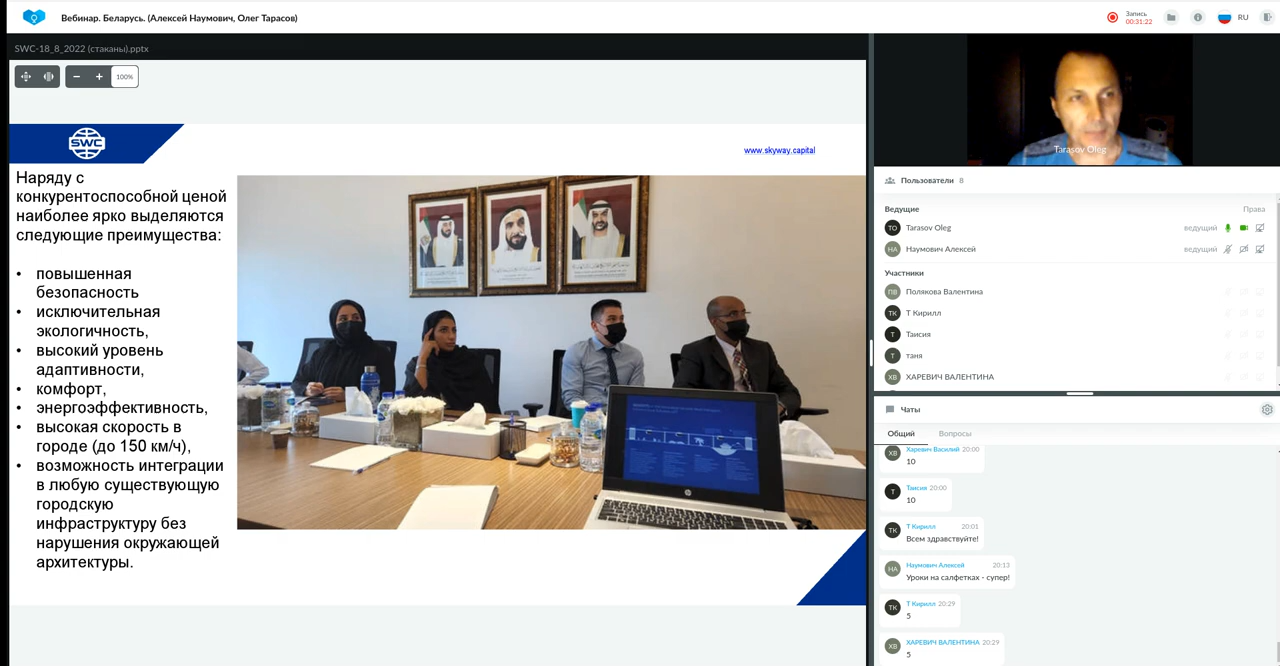 Вебинар. Беларусь. (Алексей Наумович, Олег Тарасов)
Запись
00:31:22
RU
SWC-18_8_2022 (стаканы).pptx
100%
SWC
www.skyway.capital
Наряду с
конкурентоспособной ценой
наиболее ярко выделяются
следующие преимущества:
• повышенная
безопасность
• исключительная
экологичность,
• высокий уровень
адаптивности,
• комфорт,
• энергоэффективность,
• высокая скорость в
городе (до 150 км/ч),
• возможность интеграции
в любую существующую
городскую
инфраструктуру без
нарушения окружающей
архитектуры.
hp
Tarasov Oleg
Пользователи 8
Ведущие Права
TO Tarasov Oleg ведущий
НА Наумович Алексей ведущий
Участники
ПВ Полякова Валентина
ТК Т Кирилл
Т Таисия
Т таня
ХВ ХАРЕВИЧ ВАЛЕНТИНА
Чаты
Общий Вопросы
ХВ Харевич Василий 20:00
10
Т Таисия 20:00
10
ТК Т Кирилл 20:01
Всем здравствуйте!
НА Наумович Алексей 20:13
Уроки на салфетках - супер!
ТК Т Кирилл 20:29
5
ХВ ХАРЕВИЧ ВАЛЕНТИНА 20:29
5